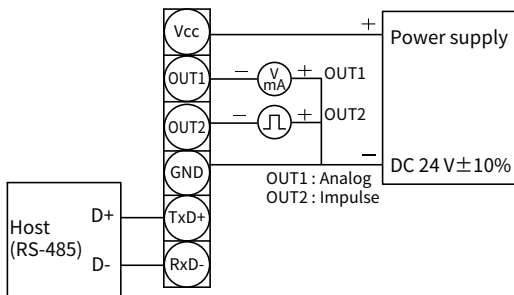 Vcc
+
Power supply
OUT1
−
V
mA
+
OUT1
OUT2
−
+
OUT2
GND
−
DC 24 V±10%
OUT1 : Analog
OUT2 : Impulse
Host
(RS-485)
D+
TxD+
D-
RxD-